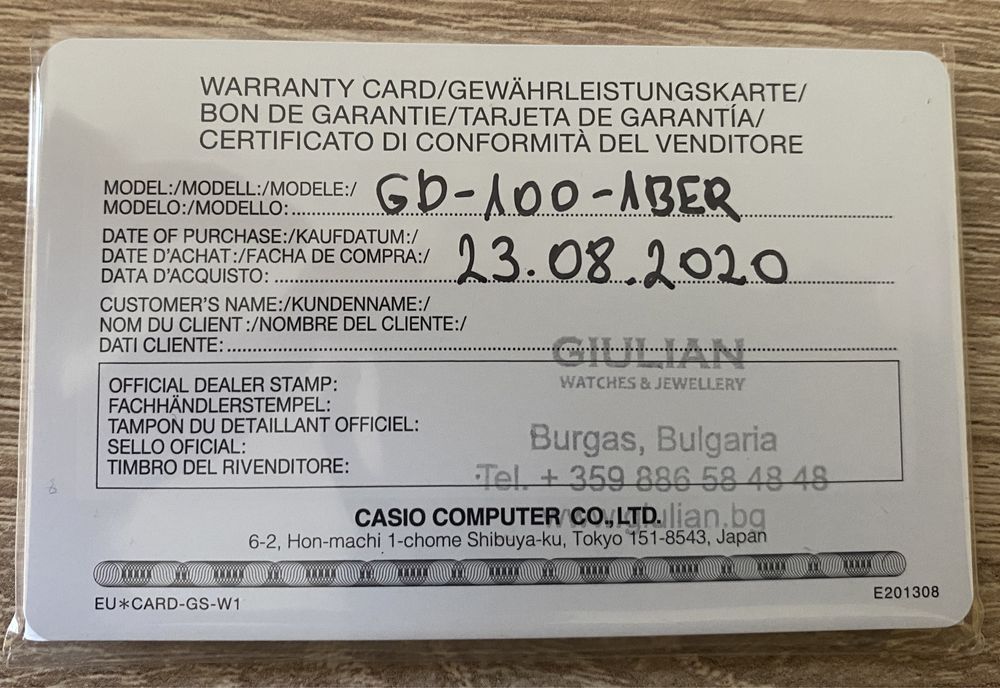 WARRANTY CARD/GEWÄHRLEISTUNGSKARTE/
BON DE GARANTIE/TARJETA DE GARANTÍA/
CERTIFICATO DI CONFORMITÀ DEL VENDITORE
MODEL:/MODELL:/MODELE:/
MODELO:/MODELLO: GD-100-1BER
DATE OF PURCHASE:/KAUFDATUM:/
DATE D'ACHAT:/FACHA DE COMPRA:/
DATA D'ACQUISTO: 23.08.2020
CUSTOMER'S NAME:/KUNDENNAME:/
NOM DU CLIENT:/NOMBRE DEL CLIENTE:/
DATI CLIENTE:
GIULIAN
WATCHES & JEWELLERY
OFFICIAL DEALER STAMP:
FACHHÄNDLERSTEMPEL:
TAMPON DU DETAILLANT OFFICIEL:
SELLO OFICIAL:
TIMBRO DEL RIVENDITORE:
Burgas, Bulgaria
Tel. + 359 886 58 48 48
www.giulian.bg
CASIO COMPUTER CO., LTD.
6-2, Hon-machi 1-chome Shibuya-ku, Tokyo 151-8543, Japan
EU*CARD-GS-W1
E201308